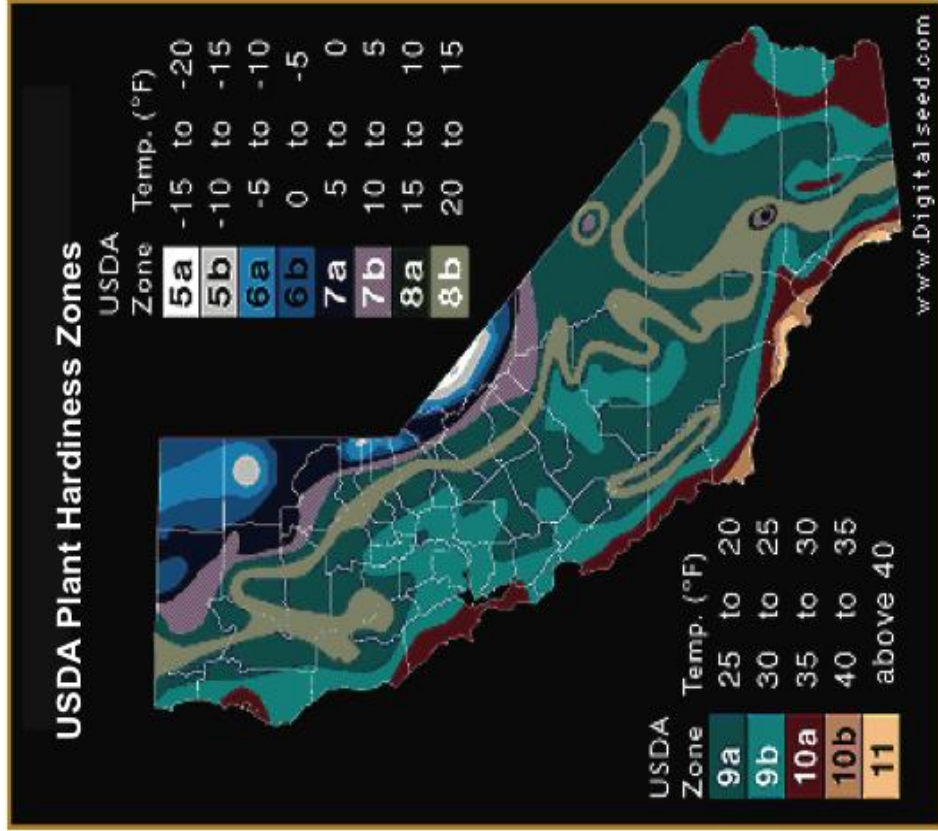 USDA Plant Hardiness Zones
USDA
Zone Temp. (°F)
5a -15 to -20
5b -10 to -15
6a -5 to -10
6b 0 to -5
7a 5 to 0
7b 10 to 5
8a 15 to 10
8b 20 to 15
USDA
Zone Temp. (°F)
9a 25 to 20
9b 30 to 25
10a 35 to 30
10b 40 to 35
11 above 40
www.Digitalseed.com